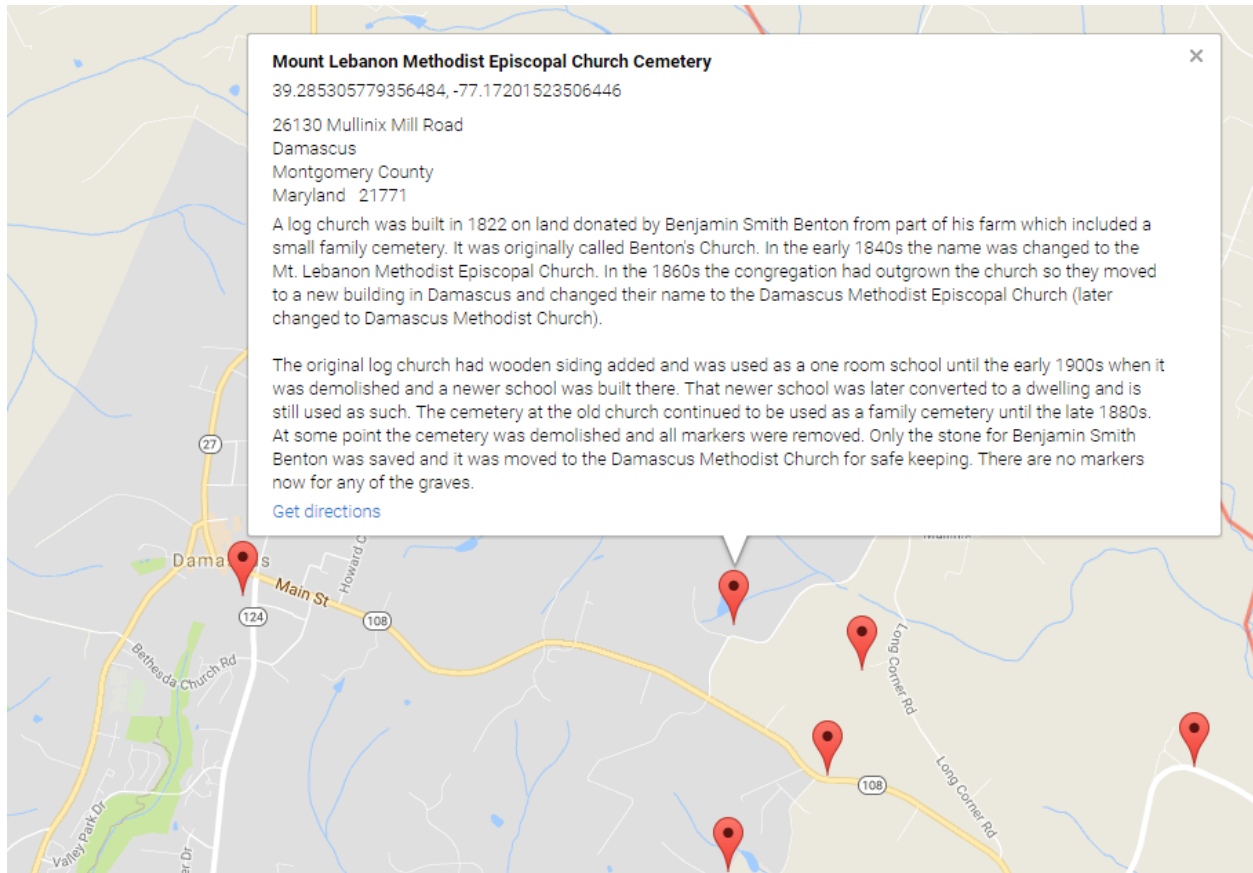 Mount Lebanon Methodist Episcopal Church Cemetery
39.285305779356484, -77.17201523506446
26130 Mullinix Mill Road
Damascus
Montgomery County
Maryland 21771
A log church was built in 1822 on land donated by Benjamin Smith Benton from part of his farm which included a
small family cemetery. It was originally called Benton's Church. In the early 1840s the name was changed to the
Mt. Lebanon Methodist Episcopal Church. In the 1860s the congregation had outgrown the church so they moved
to a new building in Damascus and changed their name to the Damascus Methodist Episcopal Church (later
changed to Damascus Methodist Church).
The original log church had wooden siding added and was used as a one room school until the early 1900s when it
was demolished and a newer school was built there. That newer school was later converted to a dwelling and is
still used as such. The cemetery at the old church continued to be used as a family cemetery until the late 1880s.
At some point the cemetery was demolished and all markers were removed. Only the stone for Benjamin Smith
Benton was saved and it was moved to the Damascus Methodist Church for safe keeping. There are no markers
now for any of the graves.
Get directions
27
Damascus
Howard C
Main St
124
108
Bethesda Church Rd
Long Corner Rd
108
Long Corner Rd
Valley Park Dr
er Dr